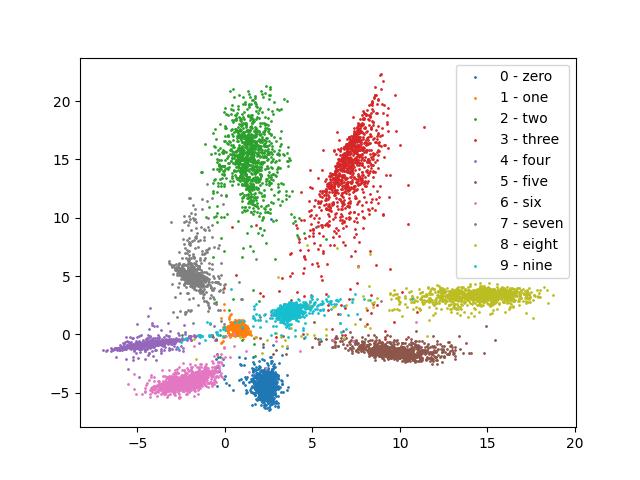 20
15
10
5
0
−5
−5
0
5
10
15
20
0 - zero
1 - one
2 - two
3 - three
4 - four
5 - five
6 - six
7 - seven
8 - eight
9 - nine